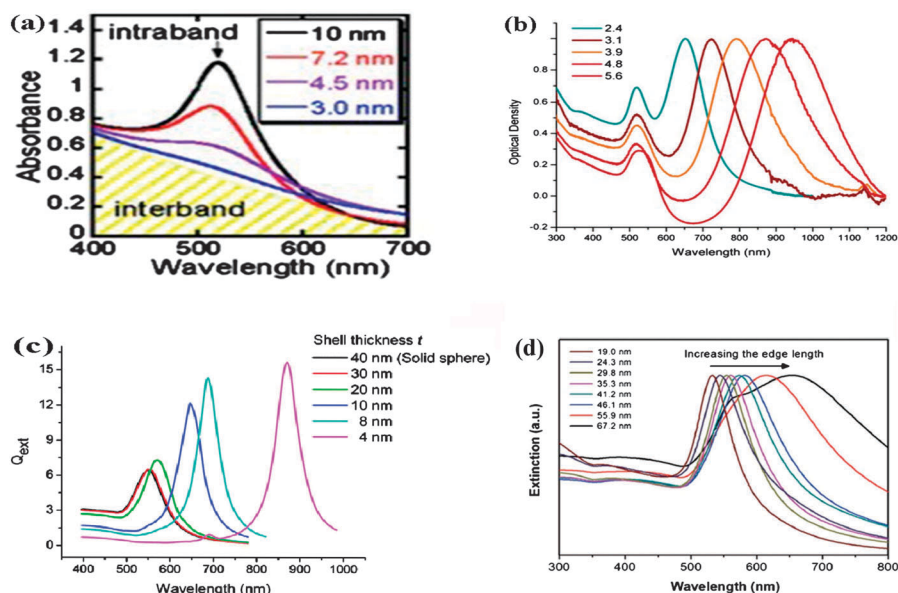 (a)
intraband
10 nm
7.2 nm
4.5 nm
3.0 nm
interband
Absorbance
1.4
1.2
1
0.8
0.6
0.4
0.2
0
400
500
600
700
Wavelength (nm)
(b)
2.4
3.1
3.9
4.8
5.6
Optical Density
1.0
0.8
0.6
0.4
0.2
0.0
-0.2
300 400 500 600 700 800 900 1000 1100 1200
Wavelength (nm)
(c)
Shell thickness t
40 nm (Solid sphere)
30 nm
20 nm
10 nm
8 nm
4 nm
Qext
15
12
9
6
3
0
400 500 600 700 800 900 1000
Wavelength (nm)
(d)
19.0 nm
24.3 nm
29.8 nm
35.3 nm
41.2 nm
46.1 nm
55.9 nm
67.2 nm
Increasing the edge length
Extinction (a.u.)
300 400 500 600 700 800
Wavelength (nm)